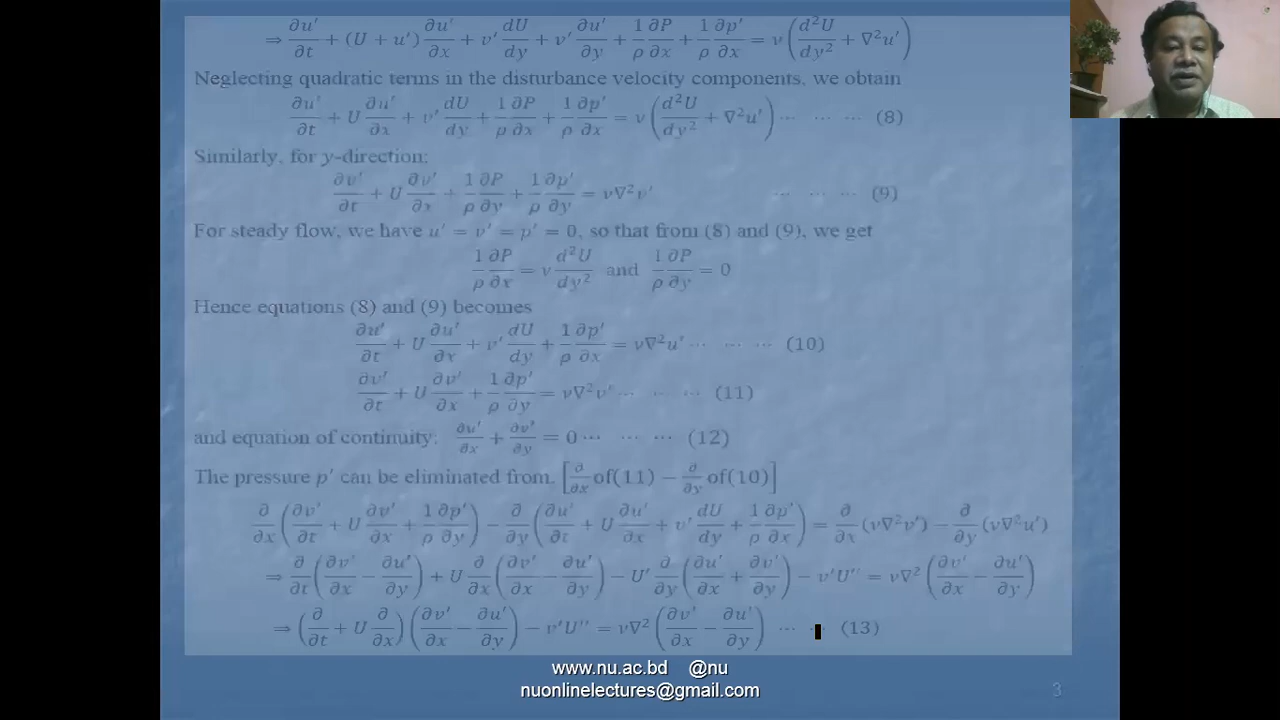 ⇒ ∂u'/∂t + (U + u') ∂u'/∂x + v' dU/dy + v' ∂u'/∂y + 1/ρ ∂P/∂x + 1/ρ ∂p'/∂x = ν(d²U/dy² + ∇²u')
Neglecting quadratic terms in the disturbance velocity components, we obtain
∂u'/∂t + U ∂u'/∂x + v' dU/dy + 1/ρ ∂P/∂x + 1/ρ ∂p'/∂x = ν(d²U/dy² + ∇²u') ⋯ ⋯ ⋯ (8)
Similarly, for y-direction:
∂v'/∂t + U ∂v'/∂x + 1/ρ ∂P/∂y + 1/ρ ∂p'/∂y = ν∇²v' ⋯ ⋯ ⋯ (9)
For steady flow, we have u' = v' = p' = 0, so that from (8) and (9), we get
1/ρ ∂P/∂x = ν d²U/dy² and 1/ρ ∂P/∂y = 0
Hence equations (8) and (9) becomes
∂u'/∂t + U ∂u'/∂x + v' dU/dy + 1/ρ ∂p'/∂x = ν∇²u' ⋯ ⋯ ⋯ (10)
∂v'/∂t + U ∂v'/∂x + 1/ρ ∂p'/∂y = ν∇²v' ⋯ ⋯ ⋯ (11)
and equation of continuity: ∂u'/∂x + ∂v'/∂y = 0 ⋯ ⋯ ⋯ (12)
The pressure p' can be eliminated from, [∂/∂x of(11) − ∂/∂y of(10)]
∂/∂x (∂v'/∂t + U ∂v'/∂x + 1/ρ ∂p'/∂y) − ∂/∂y (∂u'/∂t + U ∂u'/∂x + v' dU/dy + 1/ρ ∂p'/∂x) = ∂/∂x (ν∇²v') − ∂/∂y (ν∇²u')
⇒ ∂/∂t (∂v'/∂x − ∂u'/∂y) + U ∂/∂x (∂v'/∂x − ∂u'/∂y) − U' ∂/∂y (∂u'/∂x + ∂v'/∂y) − v'U'' = ν∇² (∂v'/∂x − ∂u'/∂y)
⇒ (∂/∂t + U ∂/∂x) (∂v'/∂x − ∂u'/∂y) − v'U'' = ν∇² (∂v'/∂x − ∂u'/∂y) ⋯ ⋯ (13)
www.nu.ac.bd @nu
nuonlinelectures@gmail.com
3